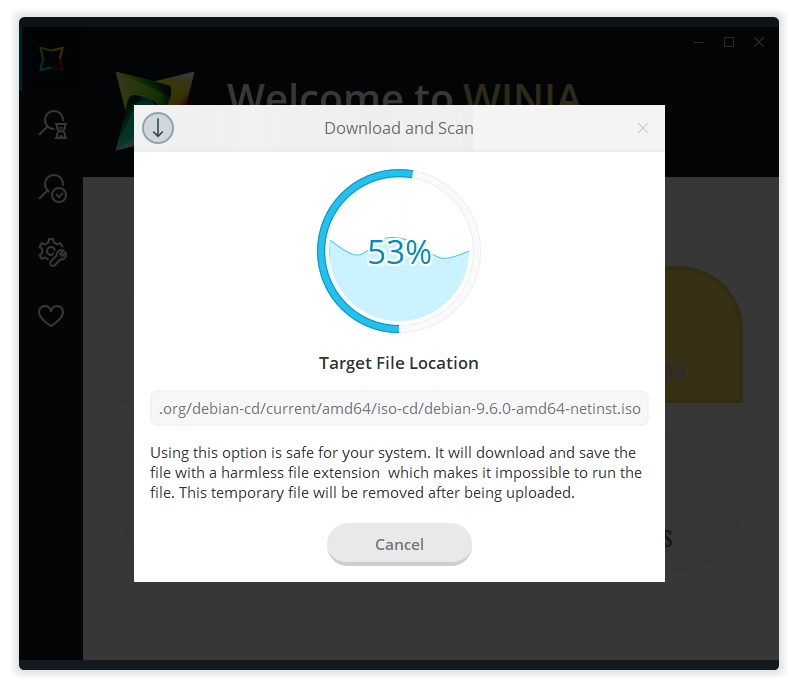 Welcome to WINJA
Download and Scan
53%
Target File Location
.org/debian-cd/current/amd64/iso-cd/debian-9.6.0-amd64-netinst.iso
Using this option is safe for your system. It will download and save the
file with a harmless file extension  which makes it impossible to run the
file. This temporary file will be removed after being uploaded.
Cancel